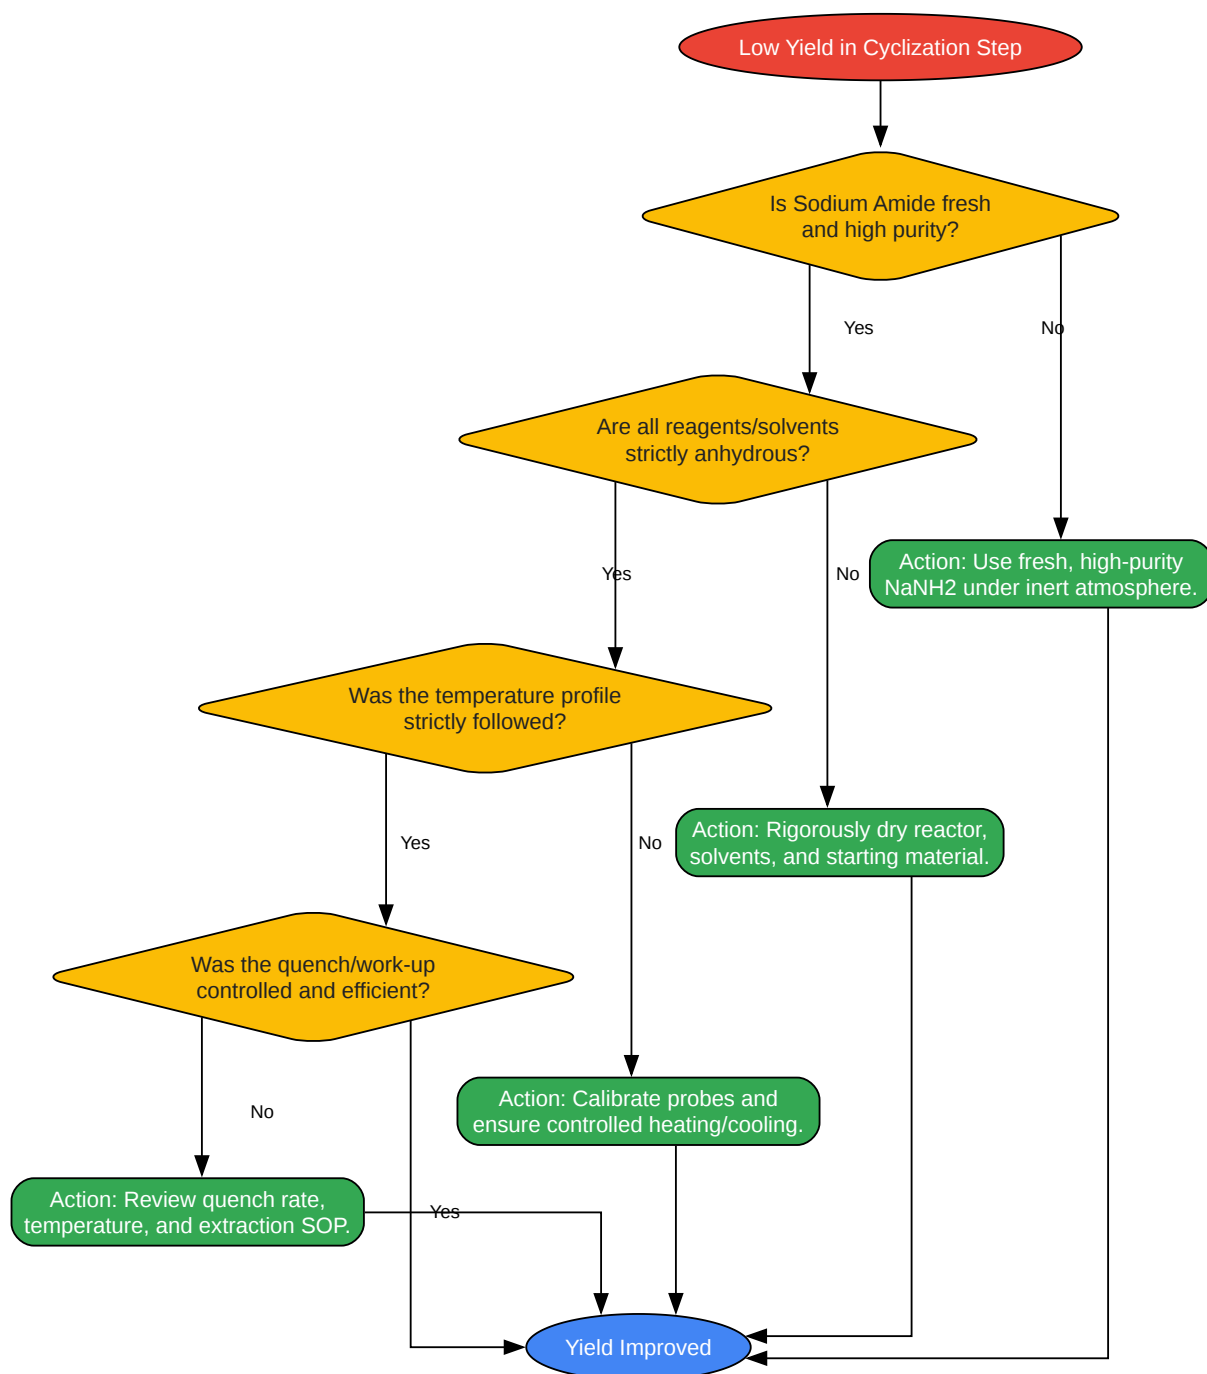 Low Yield in Cyclization Step
Is Sodium Amide fresh
and high purity?
Yes
No
Are all reagents/solvents
strictly anhydrous?
Yes
No
Action: Use fresh, high-purity
NaNH2 under inert atmosphere.
Was the temperature profile
strictly followed?
Yes
No
Action: Rigorously dry reactor,
solvents, and starting material.
Was the quench/work-up
controlled and efficient?
No
Action: Calibrate probes and
ensure controlled heating/cooling.
Action: Review quench rate,
temperature, and extraction SOP.
Yes
Yield Improved